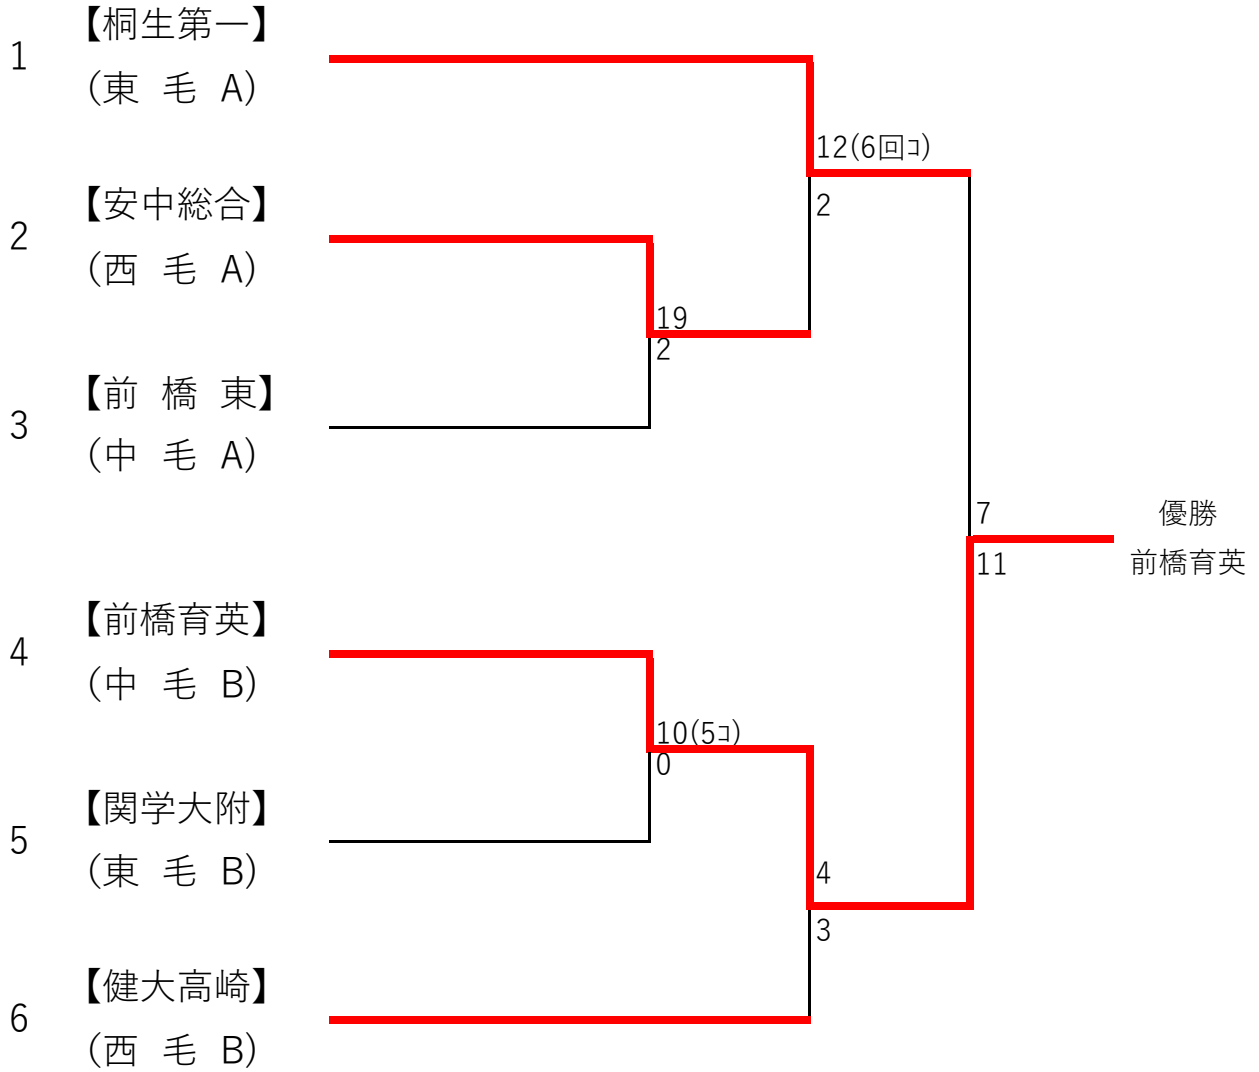 1
【桐生第一】
(東 毛 A)
12(6回ｺ)
2
2
【安中総合】
(西 毛 A)
19
2
3
【前 橋 東】
(中 毛 A)
7
11
優勝
前橋育英
4
【前橋育英】
(中 毛 B)
10(5ｺ)
0
5
【関学大附】
(東 毛 B)
4
3
6
【健大高崎】
(西 毛 B)